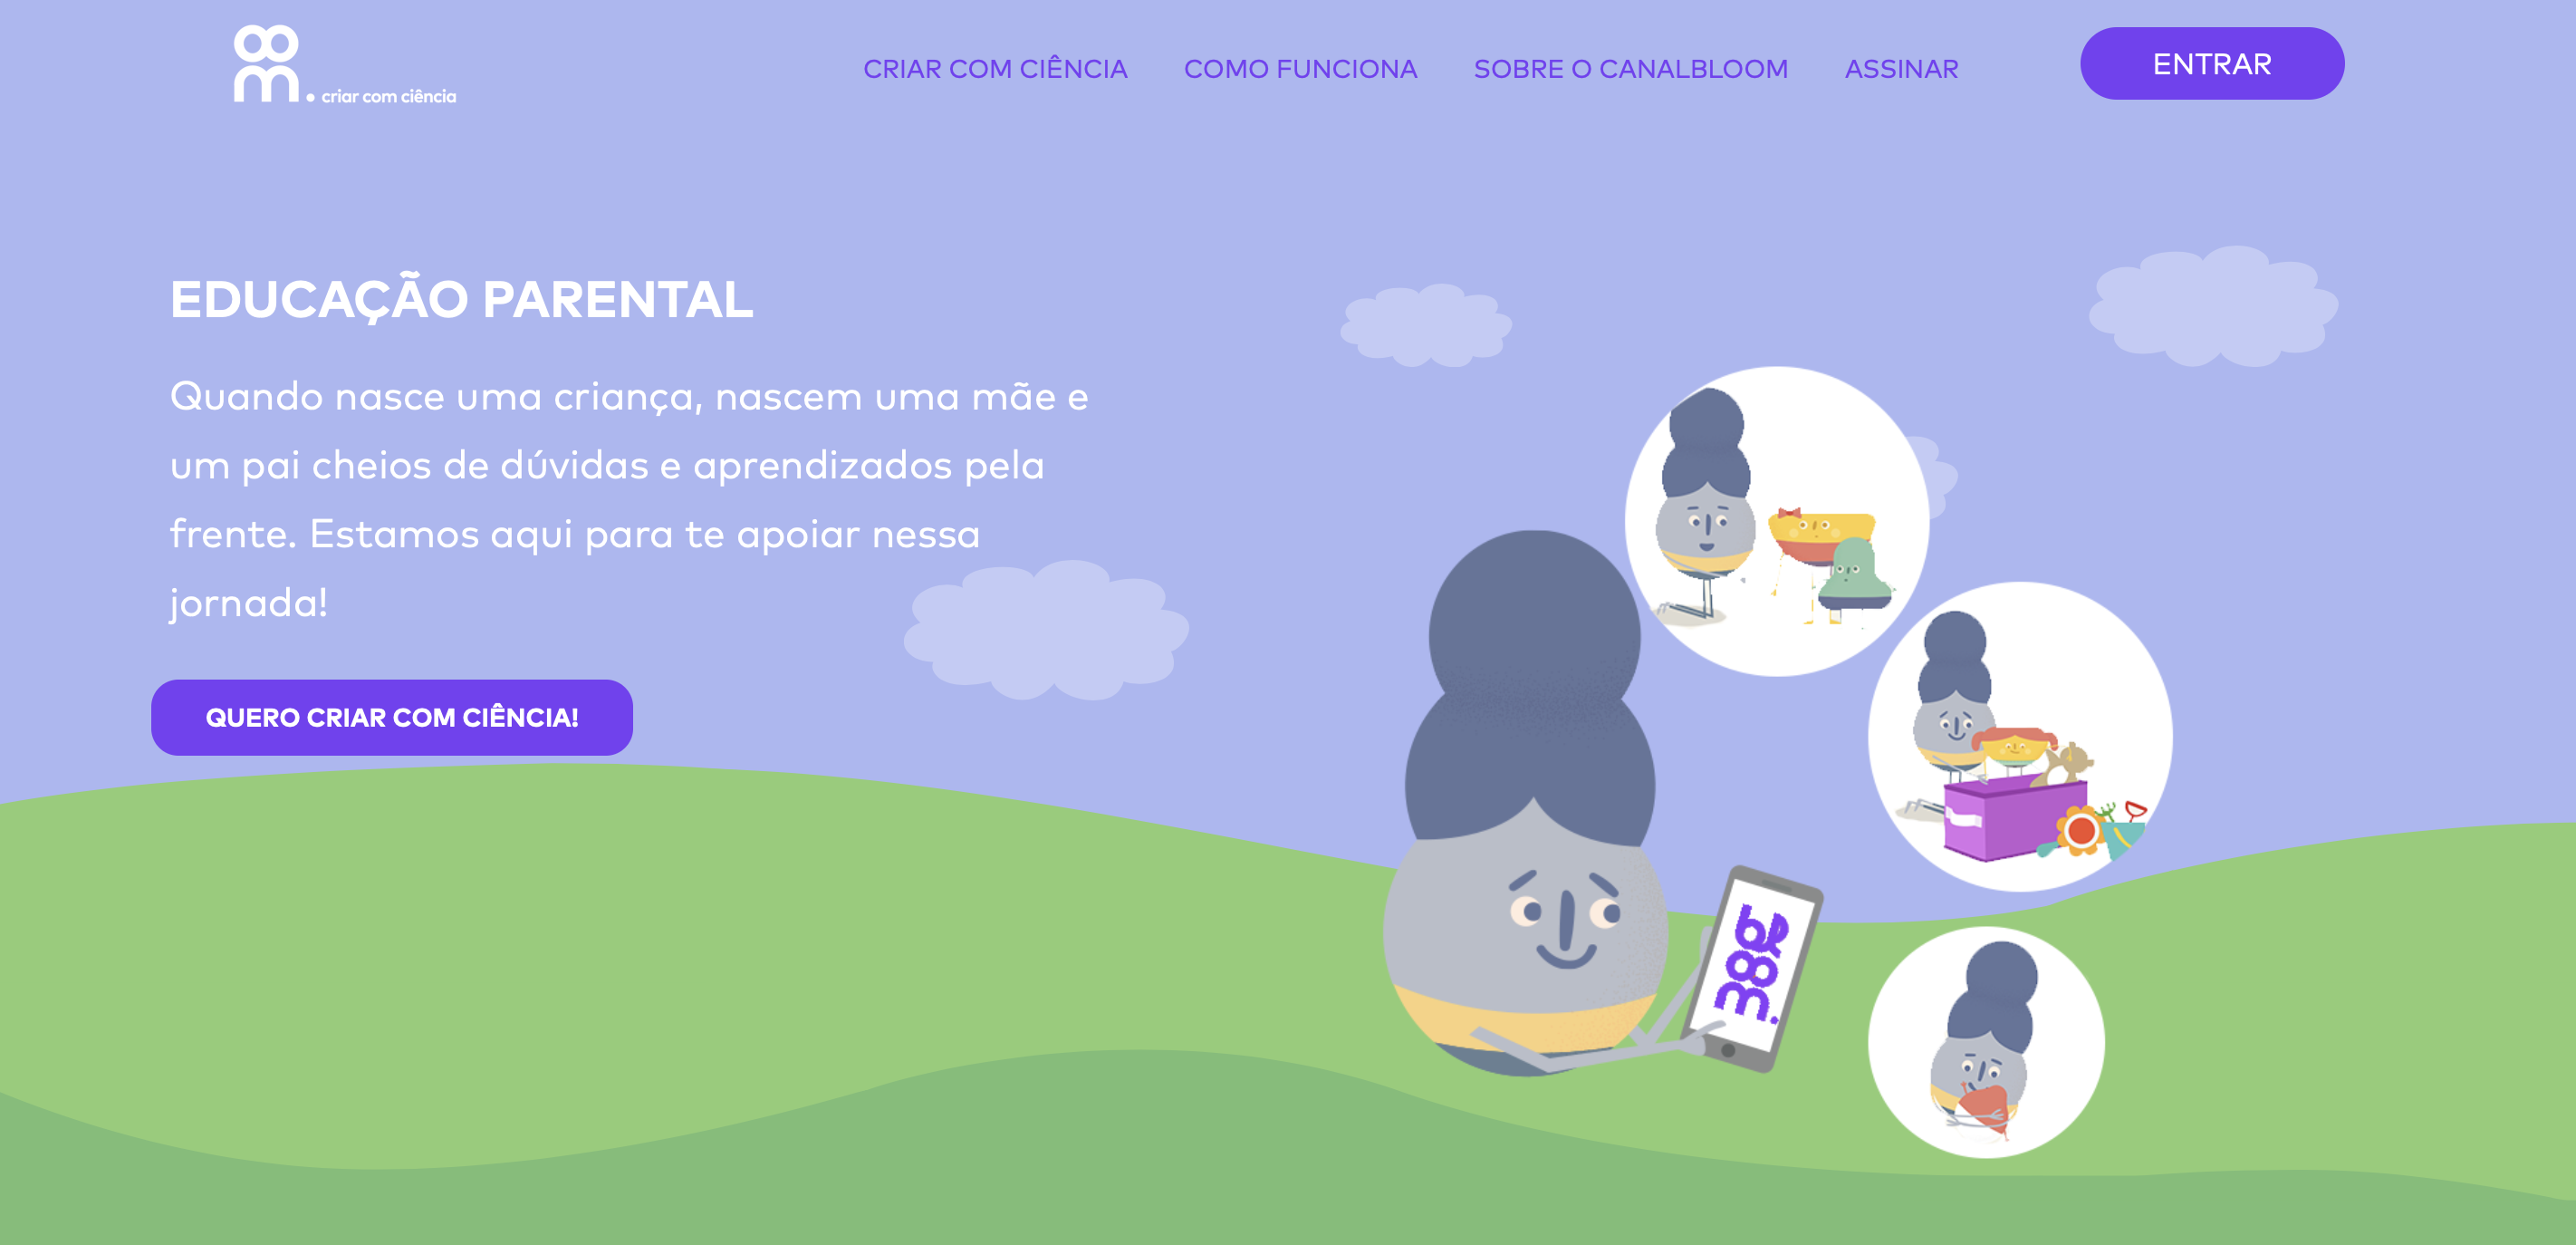 8m. criar com ciência
CRIAR COM CIÊNCIA COMO FUNCIONA SOBRE O CANALBLOOM ASSINAR ENTRAR
EDUCAÇÃO PARENTAL
Quando nasce uma criança, nascem uma mãe e
um pai cheios de dúvidas e aprendizados pela
frente. Estamos aqui para te apoiar nessa
jornada!
QUERO CRIAR COM CIÊNCIA!
bloom.